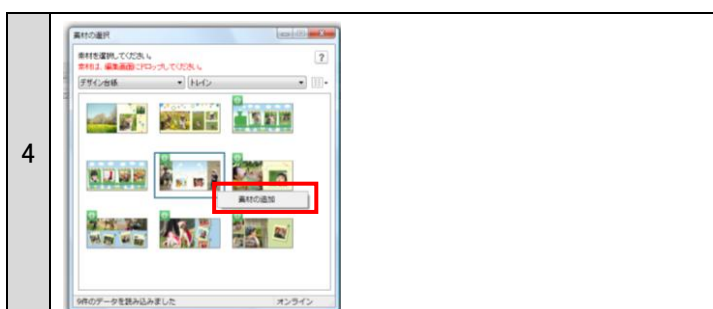 素材の選択
素材を選択してください。
素材は、編集画面にドロップしてください。
?
デザイン台紙
トレイン
4
素材の追加
9件のデータを読み込みました
オンライン